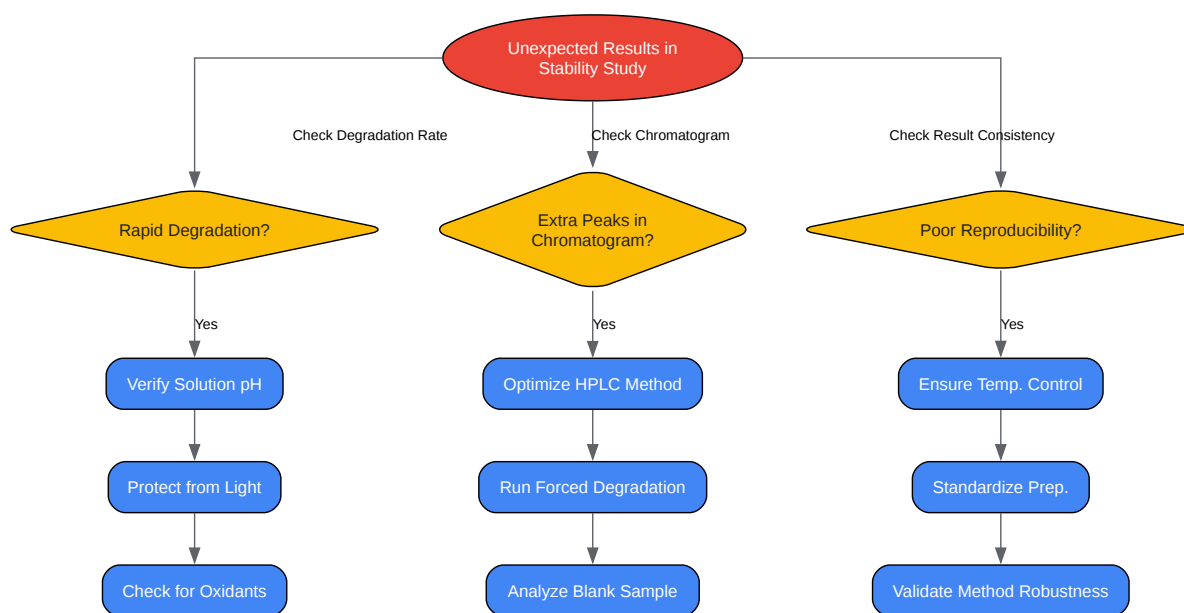 Unexpected Results in
Stability Study
Check Degradation Rate
Check Chromatogram
Check Result Consistency
Rapid Degradation?
Extra Peaks in
Chromatogram?
Poor Reproducibility?
Yes
Yes
Yes
Verify Solution pH
Optimize HPLC Method
Ensure Temp. Control
Protect from Light
Run Forced Degradation
Standardize Prep.
Check for Oxidants
Analyze Blank Sample
Validate Method Robustness